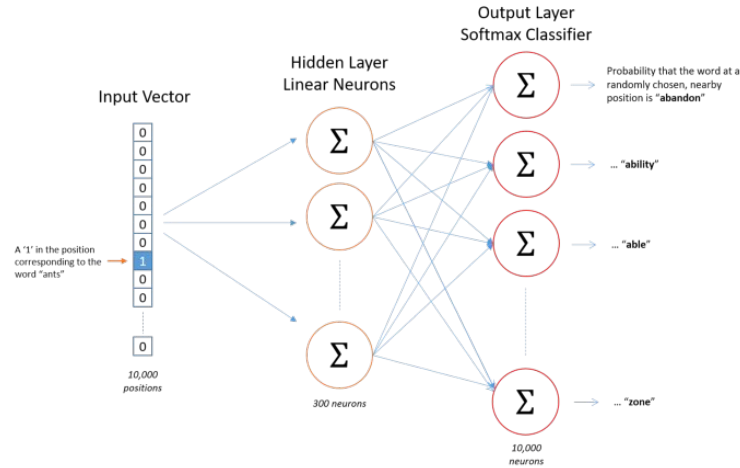 Output Layer
Softmax Classifier
Hidden Layer
Linear Neurons
Input Vector
0
0
0
0
0
0
0
1
0
0
0
A ‘1’ in the position
corresponding to the
word “ants”
10,000
positions
Σ
Σ
Σ
300 neurons
Σ
Σ
Σ
Σ
10,000
neurons
Probability that the word at a
randomly chosen, nearby
position is “abandon”
... “ability”
... “able”
... “zone”